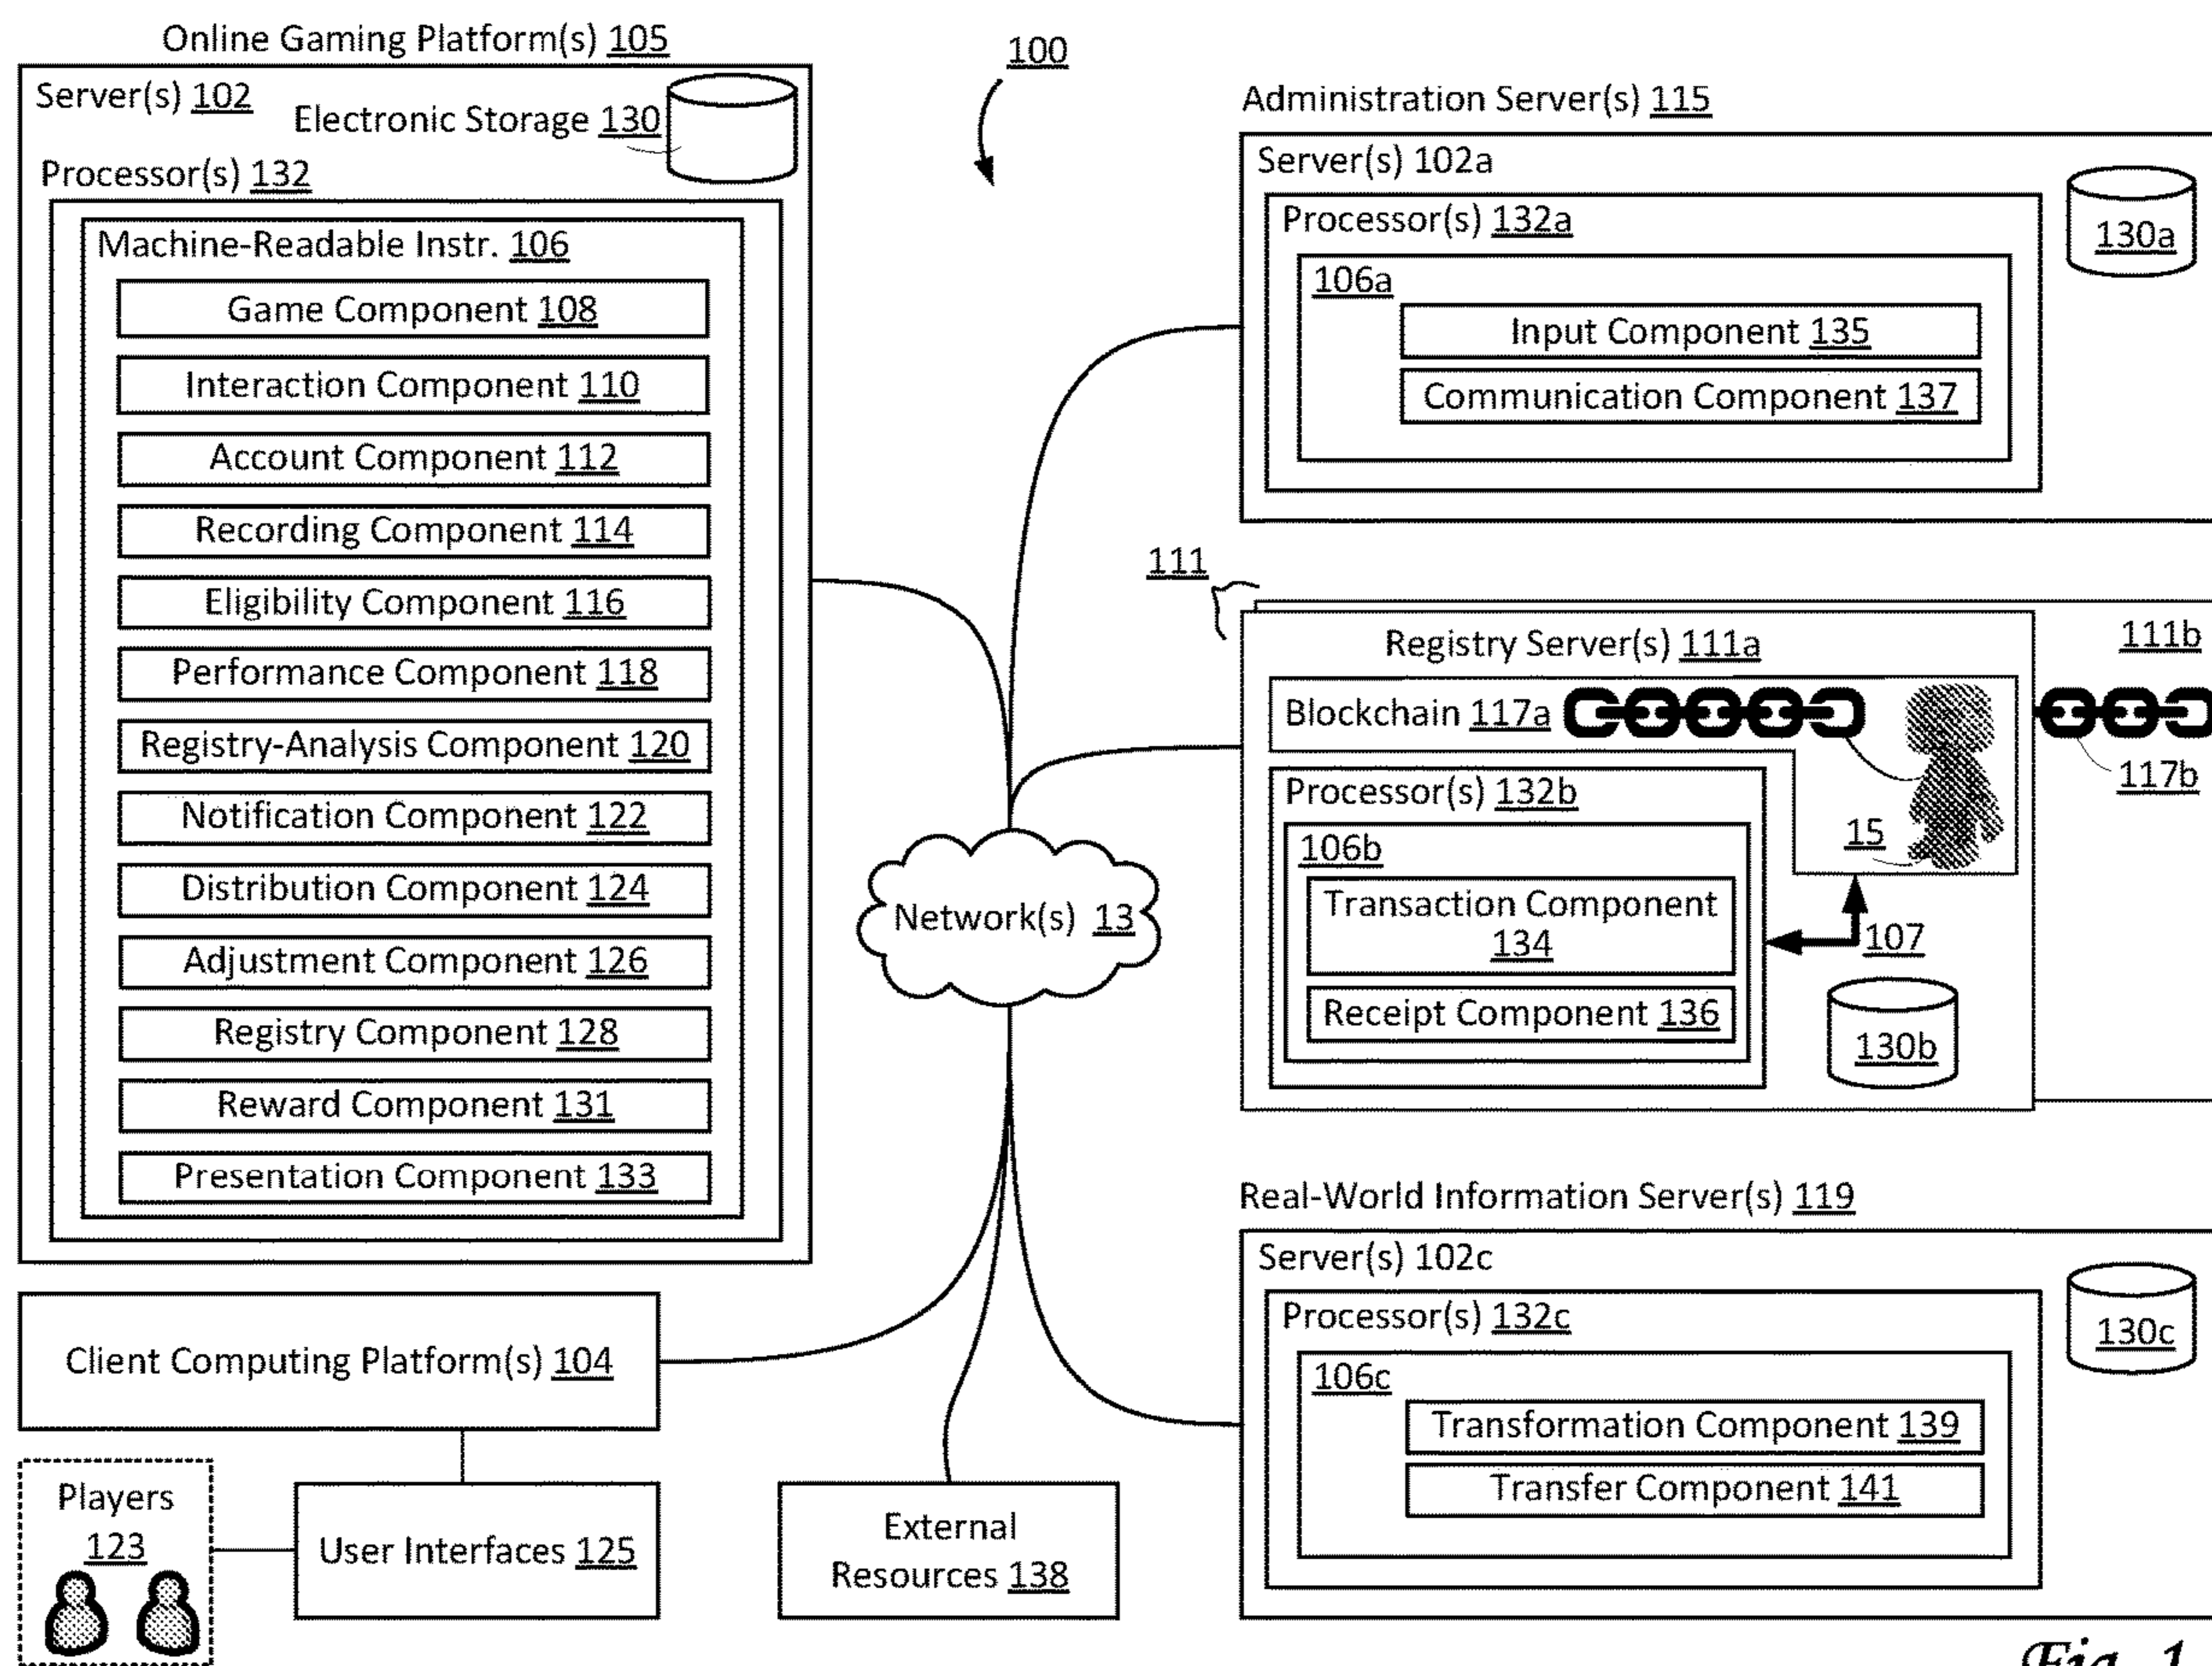 Online Gaming Platform(s) 105
Server(s) 102
Electronic Storage 130
Processor(s) 132
Machine-Readable Instr. 106
Game Component 108
Interaction Component 110
Account Component 112
Recording Component 114
Eligibility Component 116
Performance Component 118
Registry-Analysis Component 120
Notification Component 122
Distribution Component 124
Adjustment Component 126
Registry Component 128
Reward Component 131
Presentation Component 133
Client Computing Platform(s) 104
Players
123
User Interfaces 125
100
Network(s) 13
External
Resources 138
Administration Server(s) 115
Server(s) 102a
Processor(s) 132a
130a
106a
Input Component 135
Communication Component 137
111
Registry Server(s) 111a
111b
Blockchain 117a
117b
Processor(s) 132b
15
106b
Transaction Component
134
107
Receipt Component 136
130b
Real-World Information Server(s) 119
Server(s) 102c
Processor(s) 132c
130c
106c
Transformation Component 139
Transfer Component 141
Fig. 1